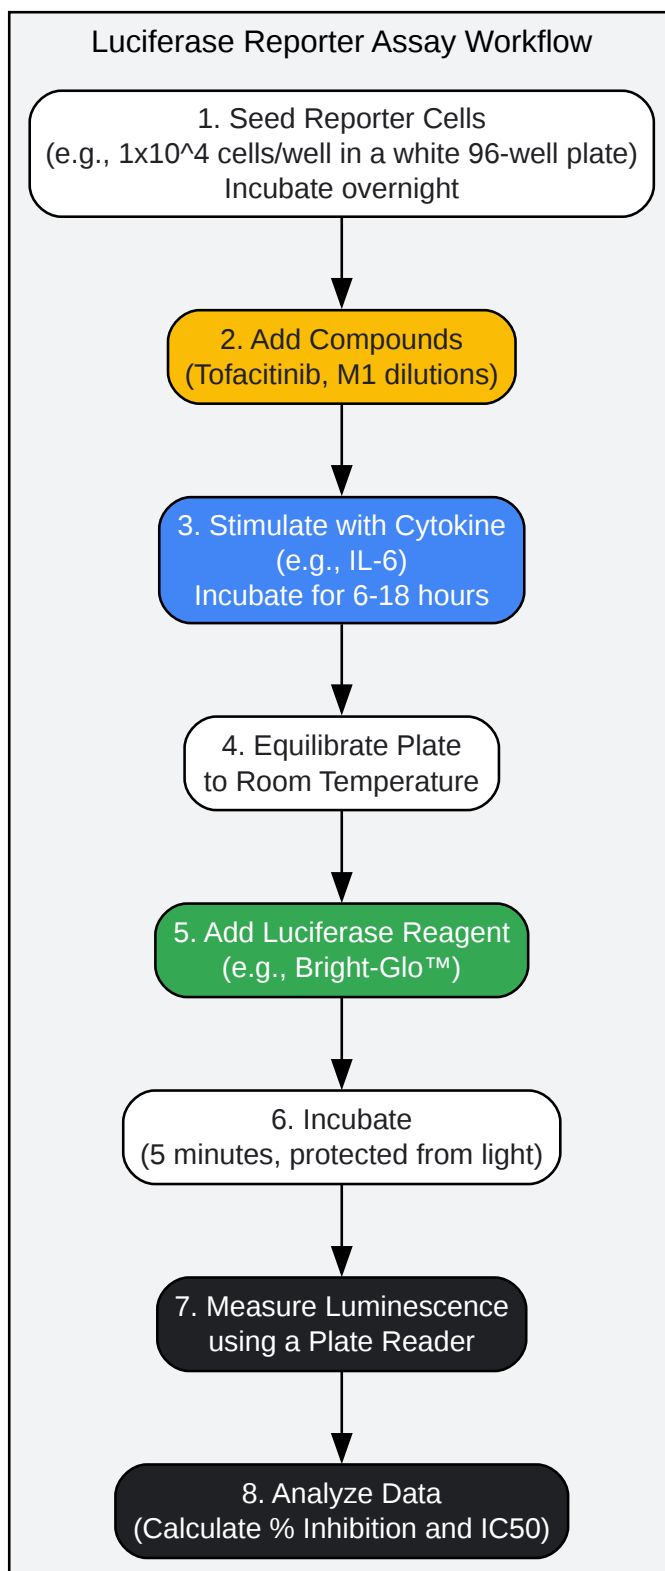 Luciferase Reporter Assay Workflow
1. Seed Reporter Cells
(e.g., 1x10^4 cells/well in a white 96-well plate)
Incubate overnight
2. Add Compounds
(Tofacitinib, M1 dilutions)
3. Stimulate with Cytokine
(e.g., IL-6)
Incubate for 6-18 hours
4. Equilibrate Plate
to Room Temperature
5. Add Luciferase Reagent
(e.g., Bright-Glo™)
6. Incubate
(5 minutes, protected from light)
7. Measure Luminescence
using a Plate Reader
8. Analyze Data
(Calculate % Inhibition and IC50)